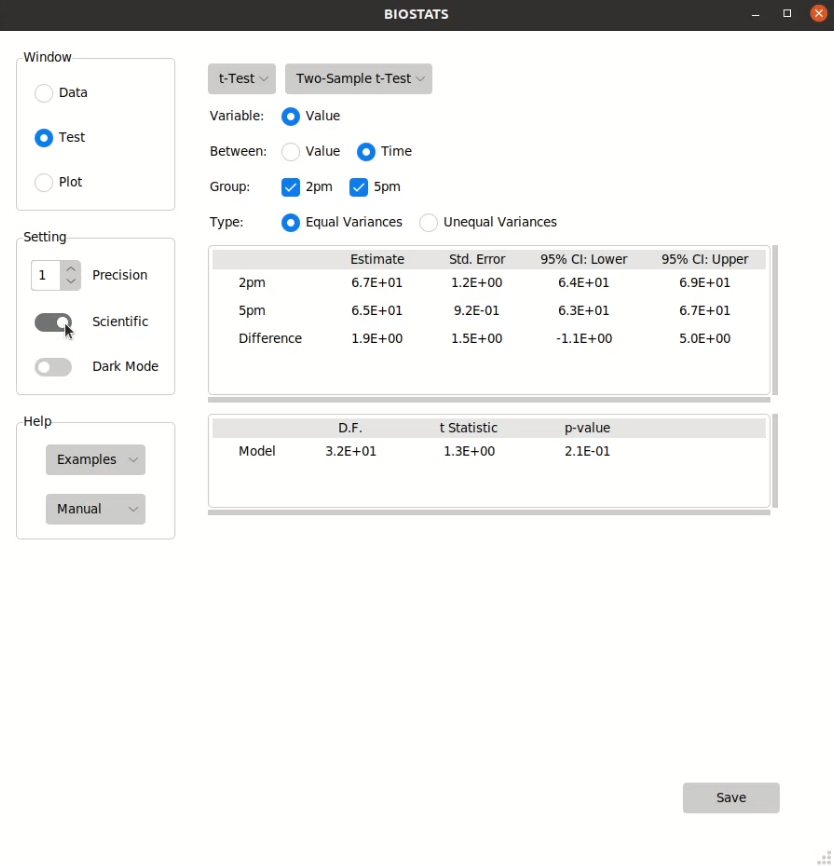 BIOSTATS
Window
Data
Test
Plot
Setting
1 Precision
Scientific
Dark Mode
Help
Examples
Manual
t-Test Two-Sample t-Test
Variable: Value
Between: Value Time
Group: 2pm 5pm
Type: Equal Variances Unequal Variances
Estimate Std. Error 95% CI: Lower 95% CI: Upper
2pm 6.7E+01 1.2E+00 6.4E+01 6.9E+01
5pm 6.5E+01 9.2E-01 6.3E+01 6.7E+01
Difference 1.9E+00 1.5E+00 -1.1E+00 5.0E+00
D.F. t Statistic p-value
Model 3.2E+01 1.3E+00 2.1E-01
Save